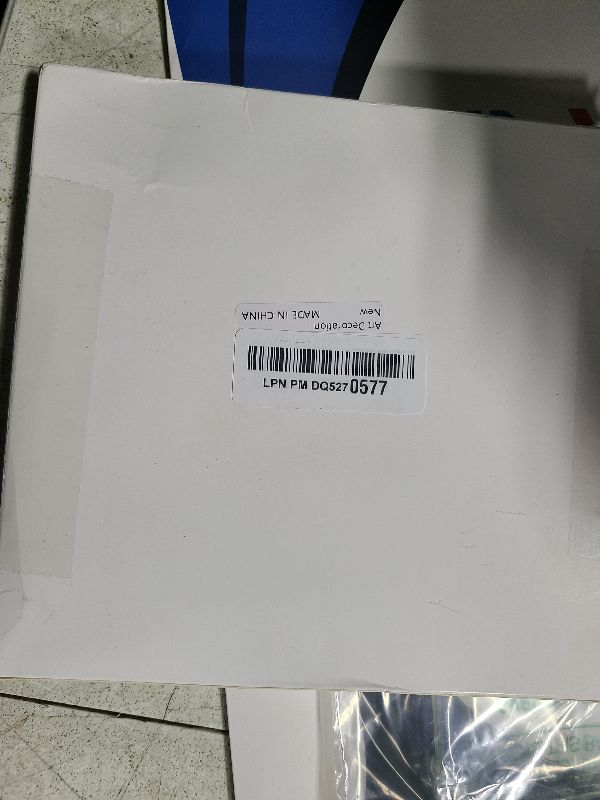 Art Decoration
New MADE IN CHINA
LPN PM DQ527 0577